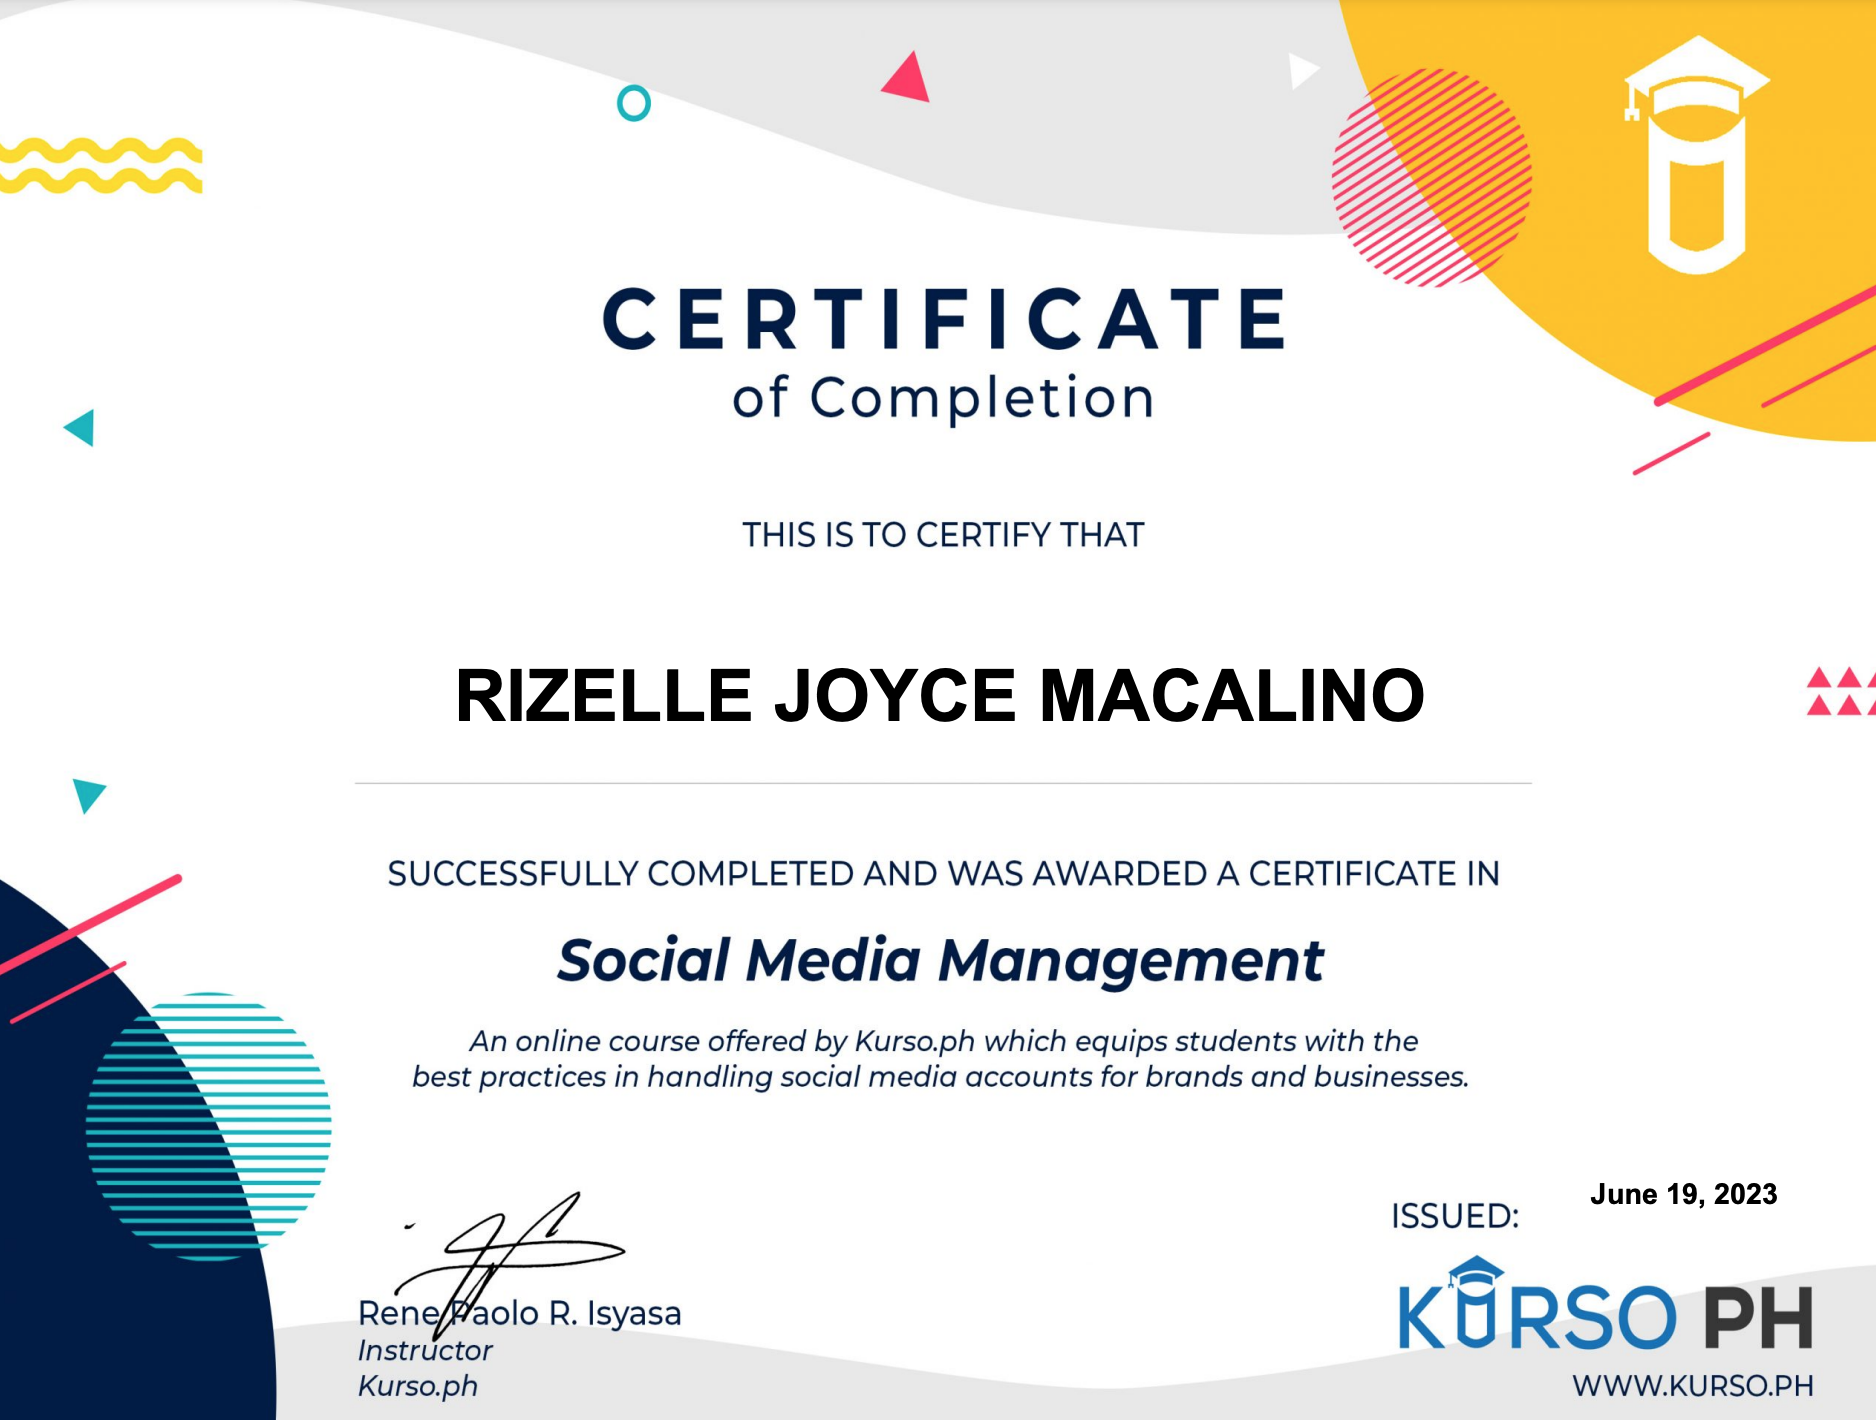 CERTIFICATE
of Completion
THIS IS TO CERTIFY THAT
RIZELLE JOYCE MACALINO
SUCCESSFULLY COMPLETED AND WAS AWARDED A CERTIFICATE IN
Social Media Management
An online course offered by Kurso.ph which equips students with the
best practices in handling social media accounts for brands and businesses.
Rene Paolo R. Isyasa
Instructor
Kurso.ph
ISSUED:
June 19, 2023
KURSO PH
WWW.KURSO.PH